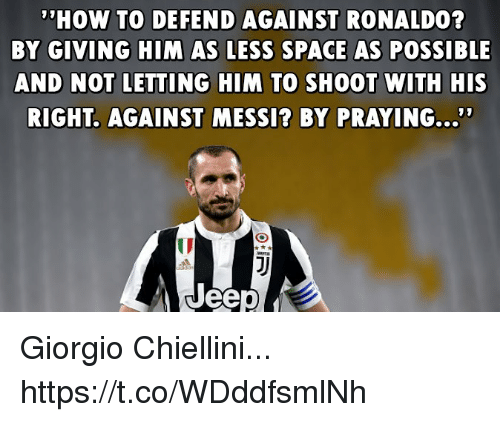 ’’HOW TO DEFEND AGAINST RONALDO?
BY GIVING HIM AS LESS SPACE AS POSSIBLE
AND NOT LETTING HIM TO SHOOT WITH HIS
RIGHT. AGAINST MESSI? BY PRAYING...’’
Jeep
Giorgio Chiellini...
https://t.co/WDddfsmlNh